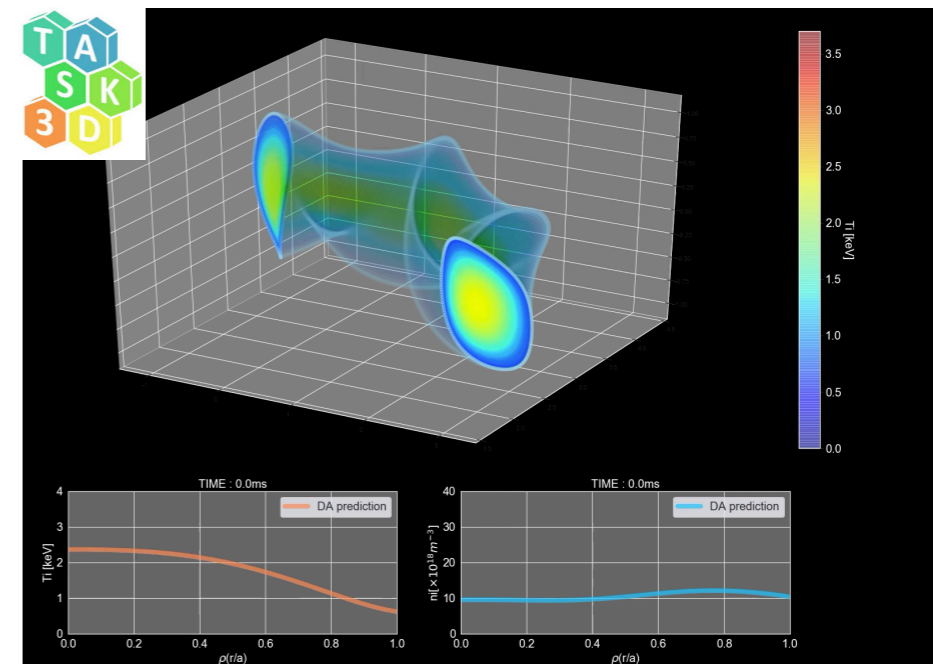 TA
SK
3D
3.5
3.0
2.5
2.0
1.5
1.0
0.5
0.0
Ti [keV]
TIME : 0.0ms
DA prediction
4
3
2
1
0
Ti [keV]
0.0 0.2 0.4 0.6 0.8 1.0
ρ(r/a)
TIME : 0.0ms
DA prediction
40
30
20
10
0
ni[×10¹⁸m⁻³]
0.0 0.2 0.4 0.6 0.8 1.0
ρ(r/a)